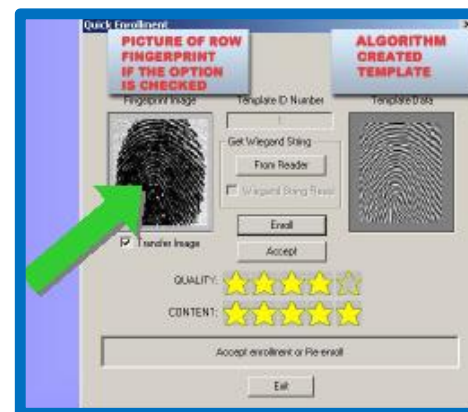 Quick Enrollment
PICTURE OF ROW
FINGERPRINT
IF THE OPTION
IS CHECKED
ALGORITHM
CREATED
TEMPLATE
Fingerprint Image
Template ID Number
Template Data
1
Get Wiegand String
From Reader
Wiegand String Read
Enroll
Transfer Image
Accept
QUALITY:
CONTENT:
Accept enrollment or Re-enroll
Exit